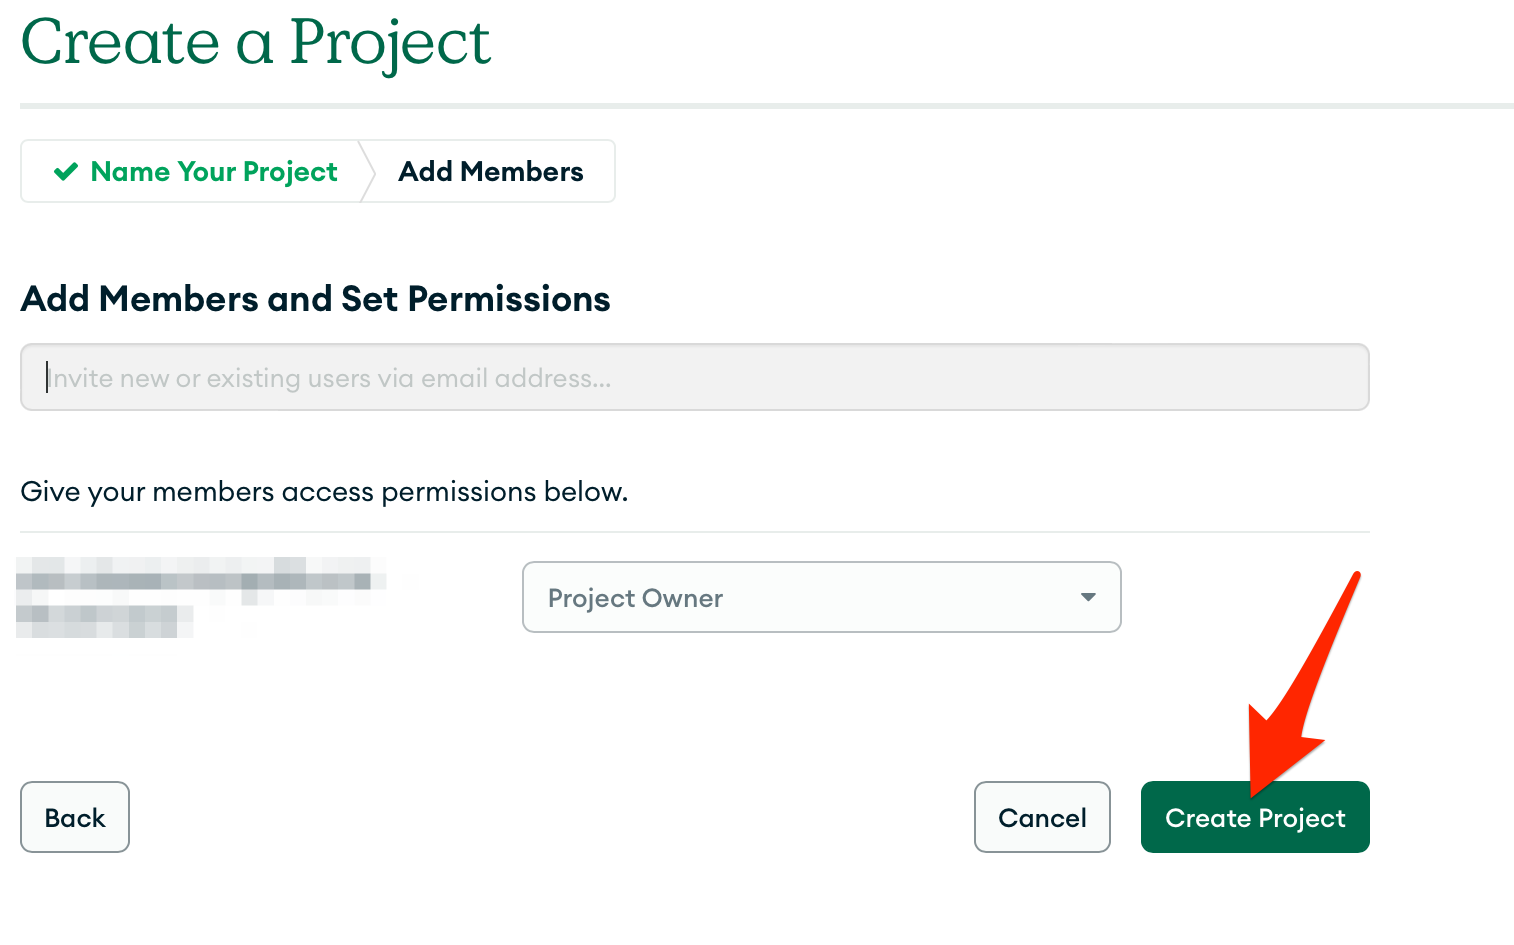 Create a Project
Name Your Project
Add Members
Add Members and Set Permissions
Invite new or existing users via email address...
Give your members access permissions below.
Project Owner
Back
Cancel
Create Project